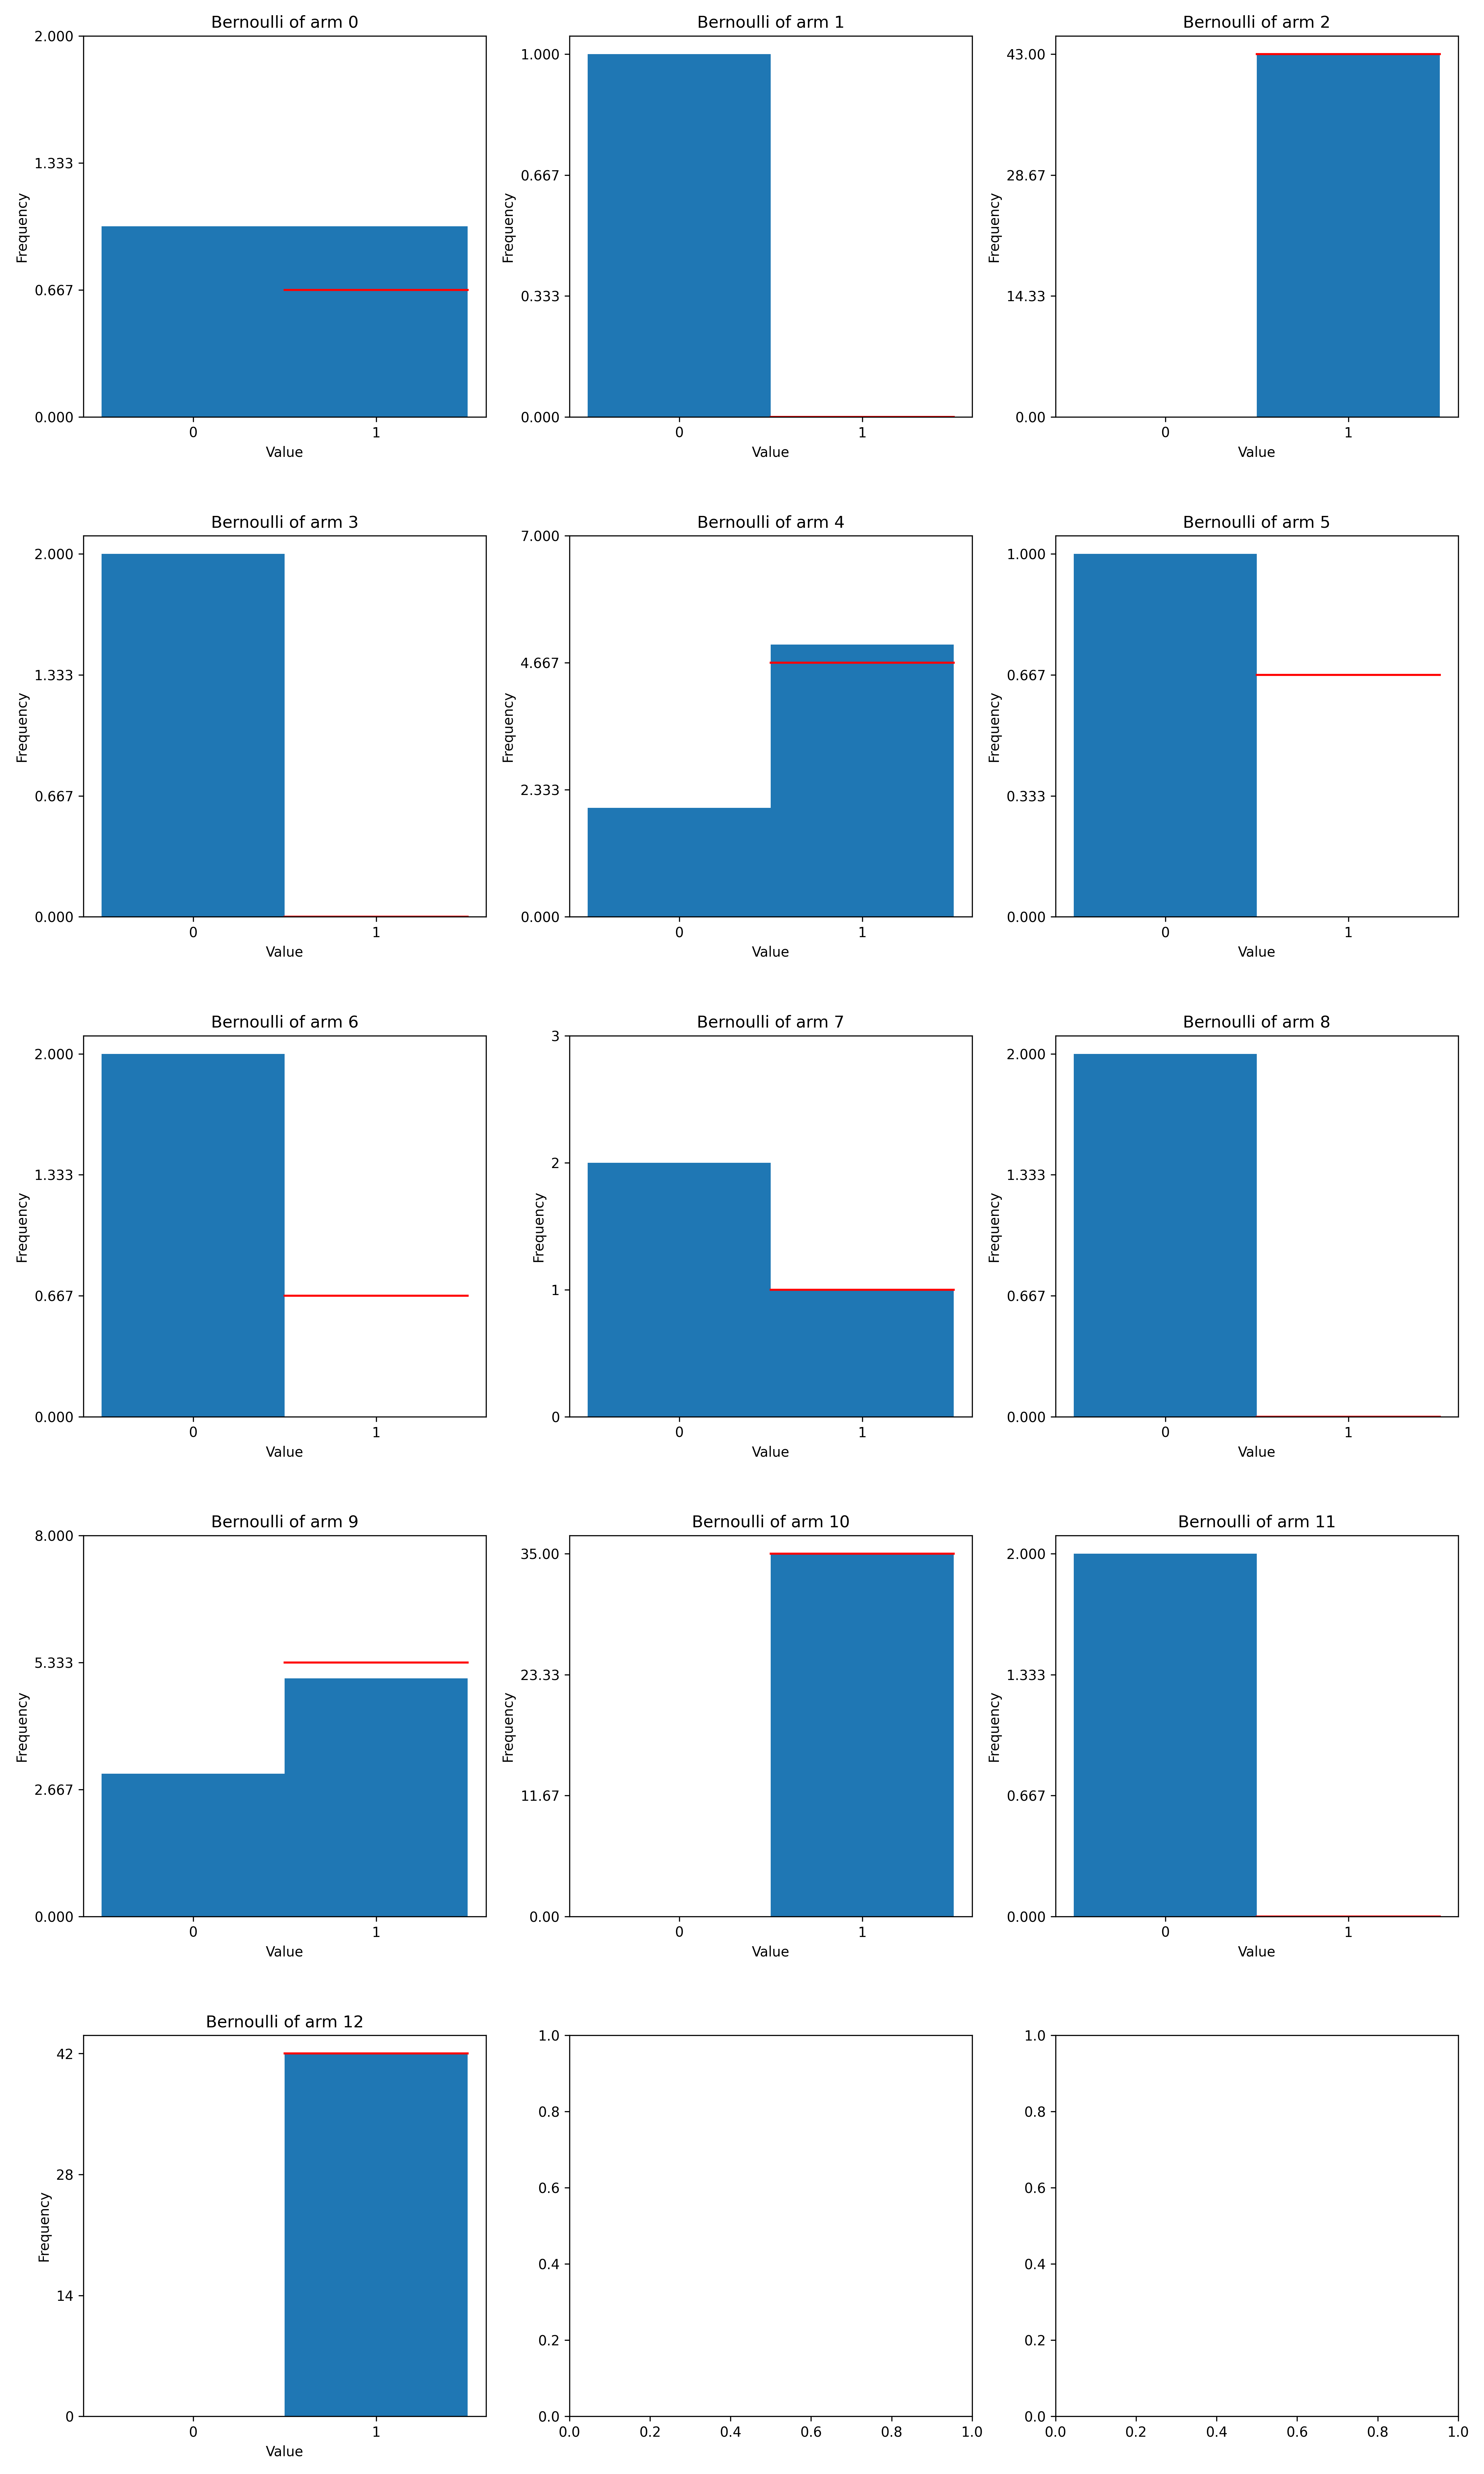 Bernoulli of arm 0
2.000
1.333
0.667
0.000
Frequency
0 1
Value
Bernoulli of arm 1
1.000
0.667
0.333
0.000
Frequency
0 1
Value
Bernoulli of arm 2
43.00
28.67
14.33
0.00
Frequency
0 1
Value
Bernoulli of arm 3
2.000
1.333
0.667
0.000
Frequency
0 1
Value
Bernoulli of arm 4
7.000
4.667
2.333
0.000
Frequency
0 1
Value
Bernoulli of arm 5
1.000
0.667
0.333
0.000
Frequency
0 1
Value
Bernoulli of arm 6
2.000
1.333
0.667
0.000
Frequency
0 1
Value
Bernoulli of arm 7
3
2
1
0
Frequency
0 1
Value
Bernoulli of arm 8
2.000
1.333
0.667
0.000
Frequency
0 1
Value
Bernoulli of arm 9
8.000
5.333
2.667
0.000
Frequency
0 1
Value
Bernoulli of arm 10
35.00
23.33
11.67
0.00
Frequency
0 1
Value
Bernoulli of arm 11
2.000
1.333
0.667
0.000
Frequency
0 1
Value
Bernoulli of arm 12
42
28
14
0
Frequency
0 1
Value
1.0
0.8
0.6
0.4
0.2
0.0
0.0 0.2 0.4 0.6 0.8 1.0
1.0
0.8
0.6
0.4
0.2
0.0
0.0 0.2 0.4 0.6 0.8 1.0